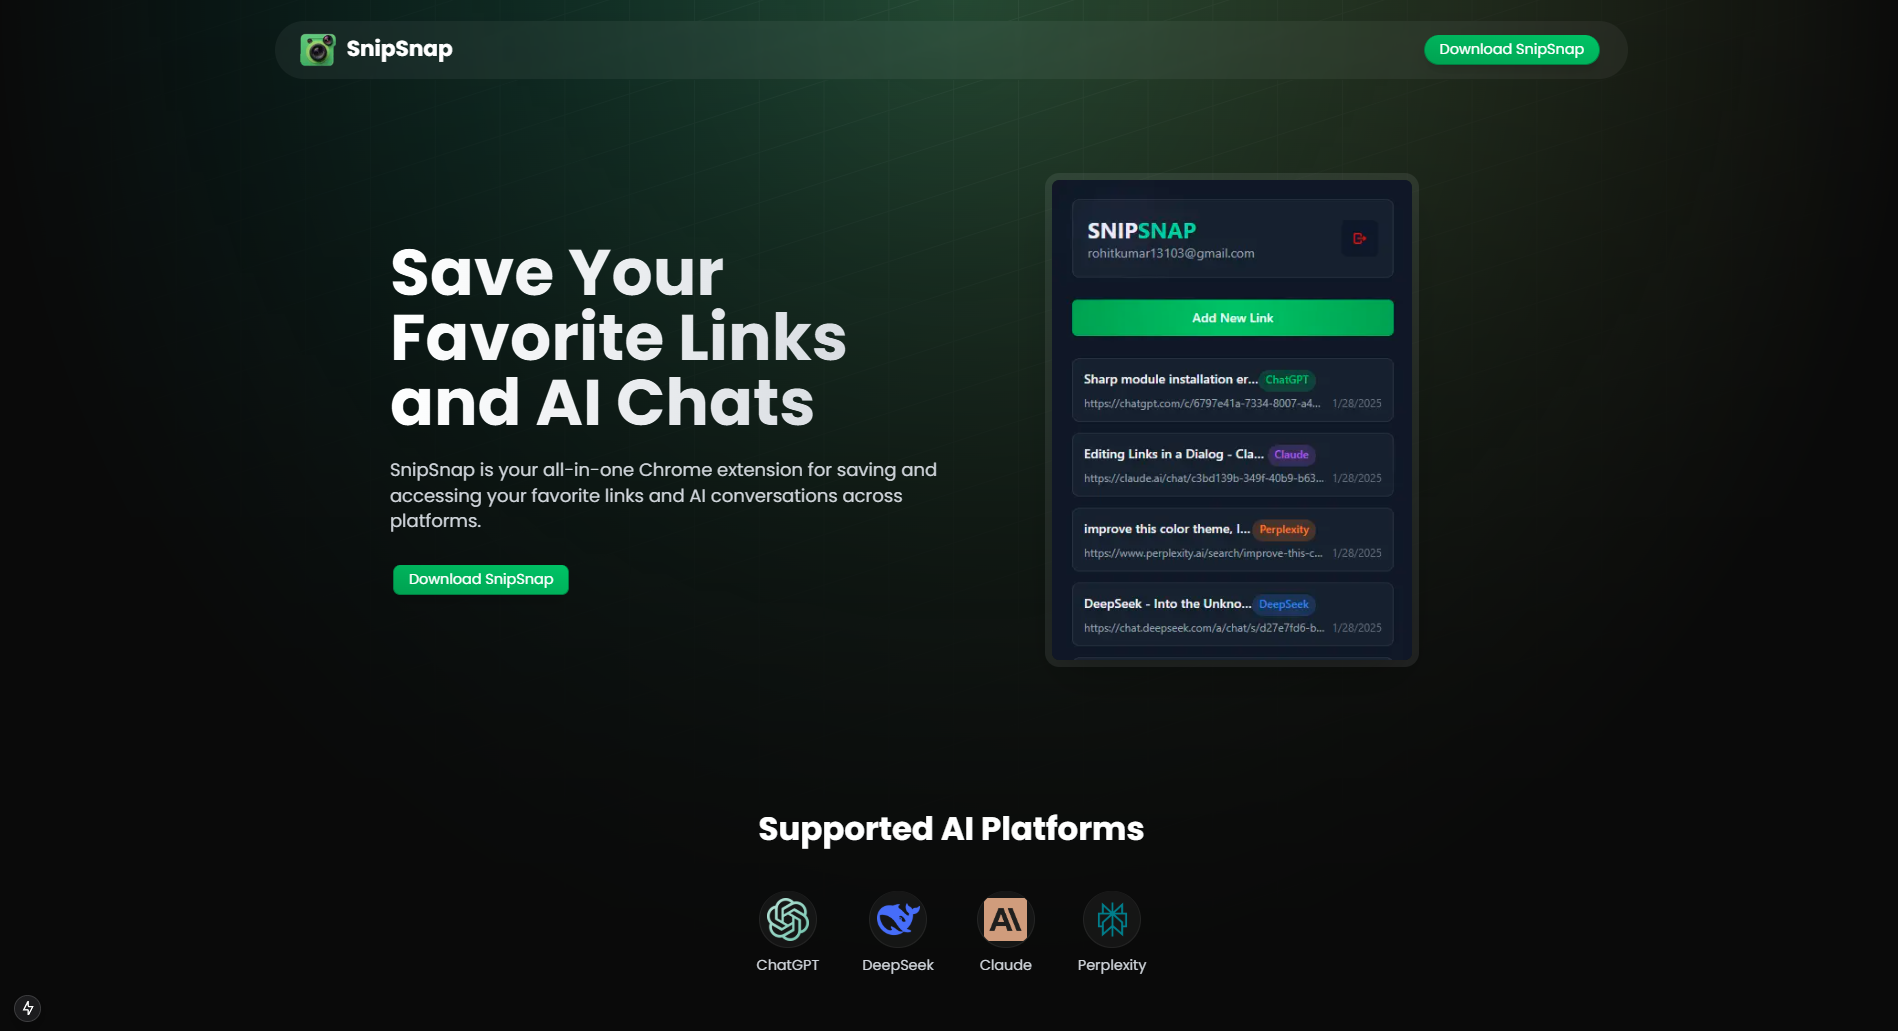 SnipSnap
Download SnipSnap
Save Your
Favorite Links
and AI Chats
SnipSnap is your all-in-one Chrome extension for saving and
accessing your favorite links and AI conversations across
platforms.
Download SnipSnap
SNIPSNAP
rohitkumar13103@gmail.com
Add New Link
Sharp module installation er... ChatGPT
https://chatgpt.com/c/6797e41a-7334-8007-a4... 1/28/2025
Editing Links in a Dialog - Cla... Claude
https://claude.ai/chat/c3bd139b-349f-40b9-b63... 1/28/2025
improve this color theme, I... Perplexity
https://www.perplexity.ai/search/improve-this-c... 1/28/2025
DeepSeek - Into the Unkno... DeepSeek
https://chat.deepseek.com/a/chat/s/d27e7fd6-b... 1/28/2025
Supported AI Platforms
ChatGPT
DeepSeek
Claude
Perplexity